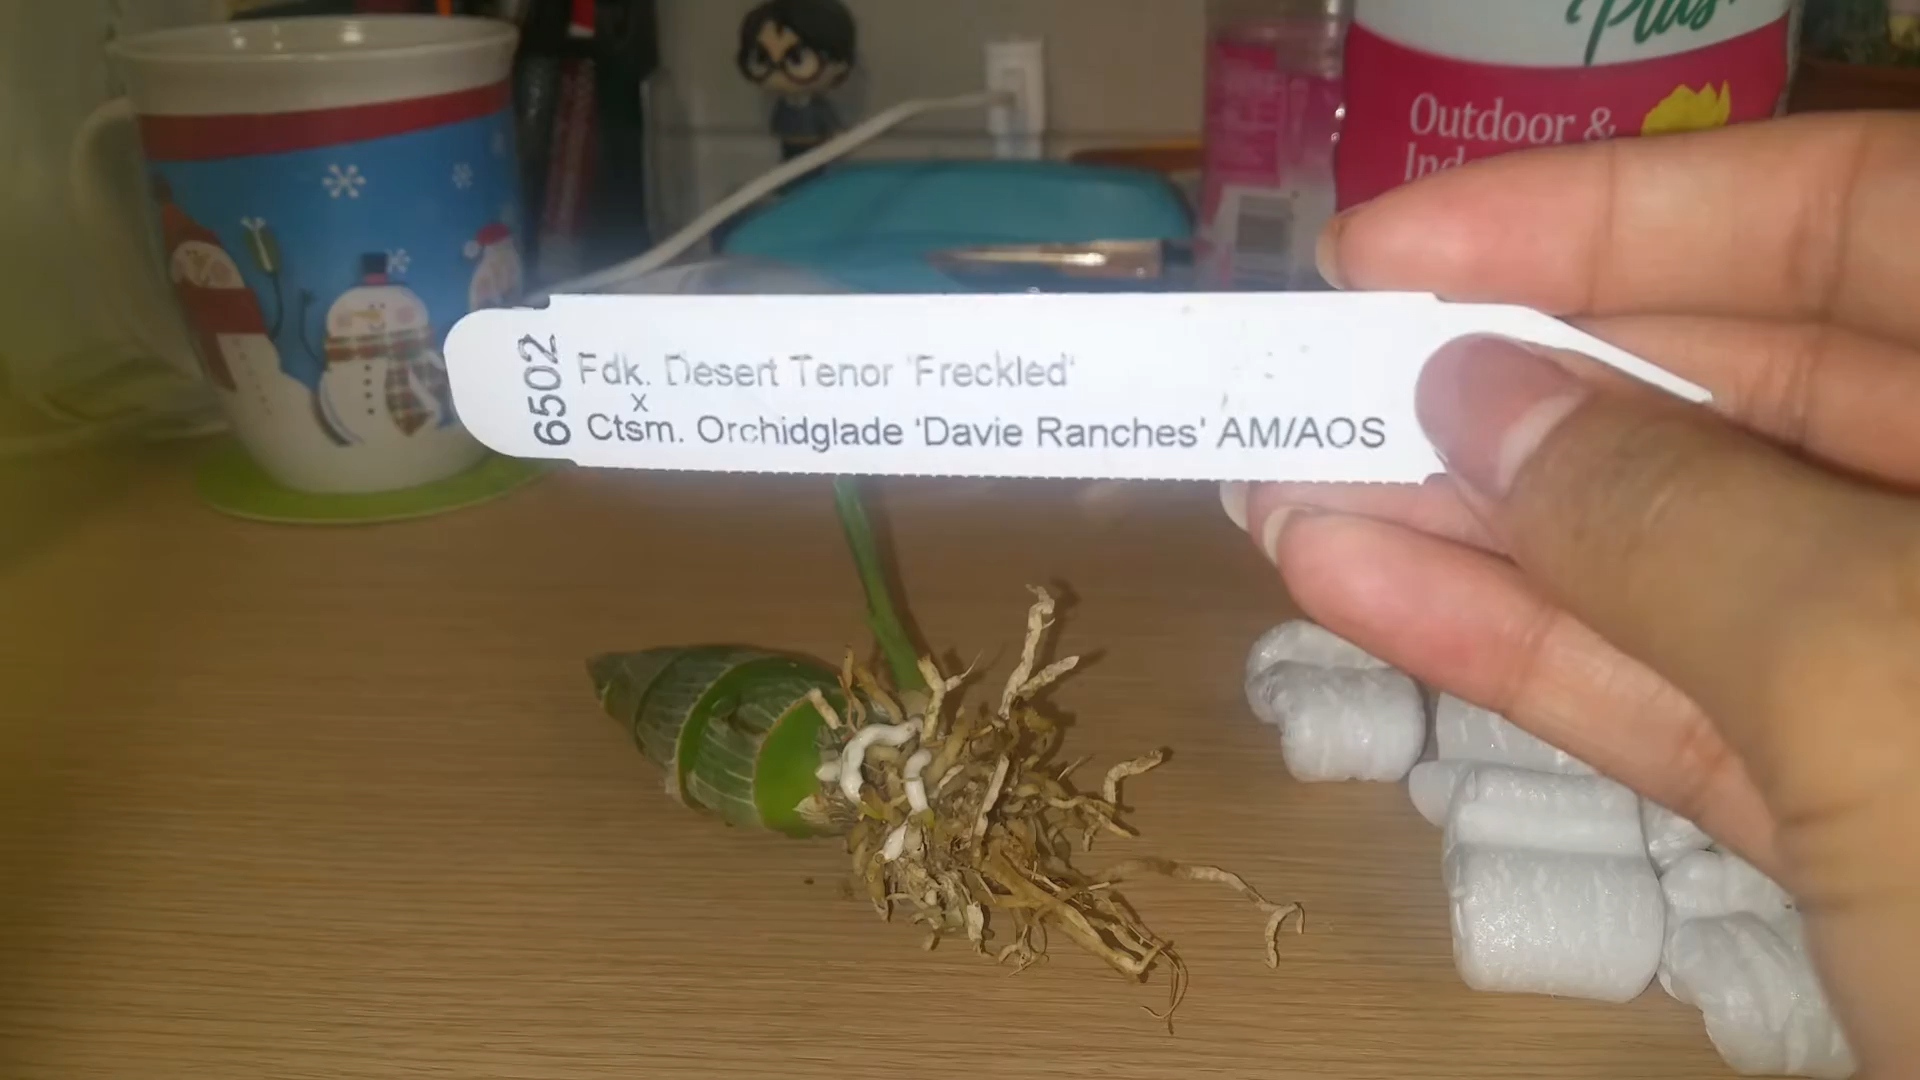 Plus
Outdoor &
6502
Fdk. Desert Tenor 'Freckled'
x
Ctsm. Orchidglade 'Davie Ranches' AM/AOS